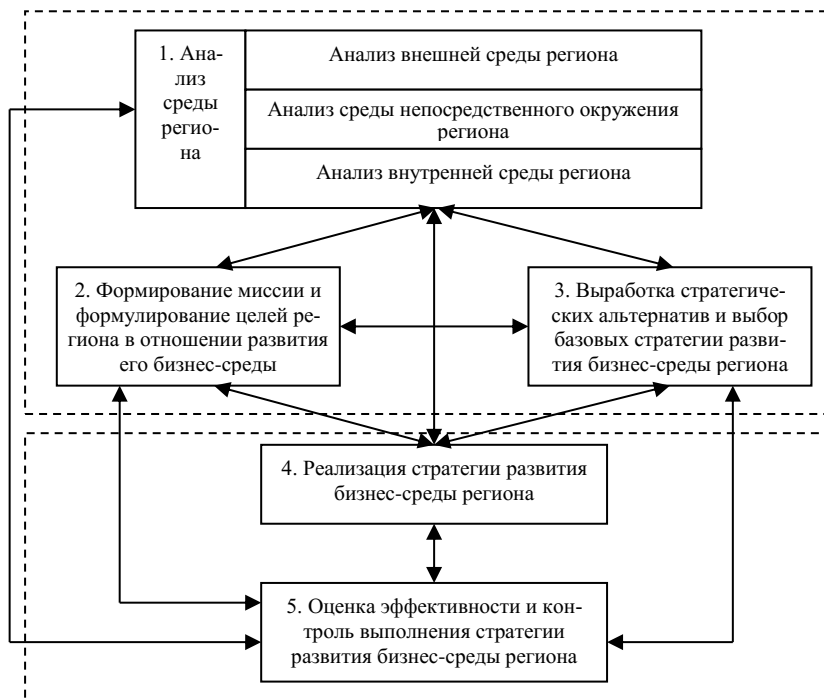 1. Ана-
лиз
среды
регио-
на
Анализ внешней среды региона
Анализ среды непосредственного окружения
региона
Анализ внутренней среды региона
2. Формирование миссии и
формулирование целей ре-
гиона в отношении развития
его бизнес-среды
3. Выработка стратегиче-
ских альтернатив и выбор
базовых стратегии разви-
тия бизнес-среды региона
4. Реализация стратегии развития
бизнес-среды региона
5. Оценка эффективности и кон-
троль выполнения стратегии
развития бизнес-среды региона